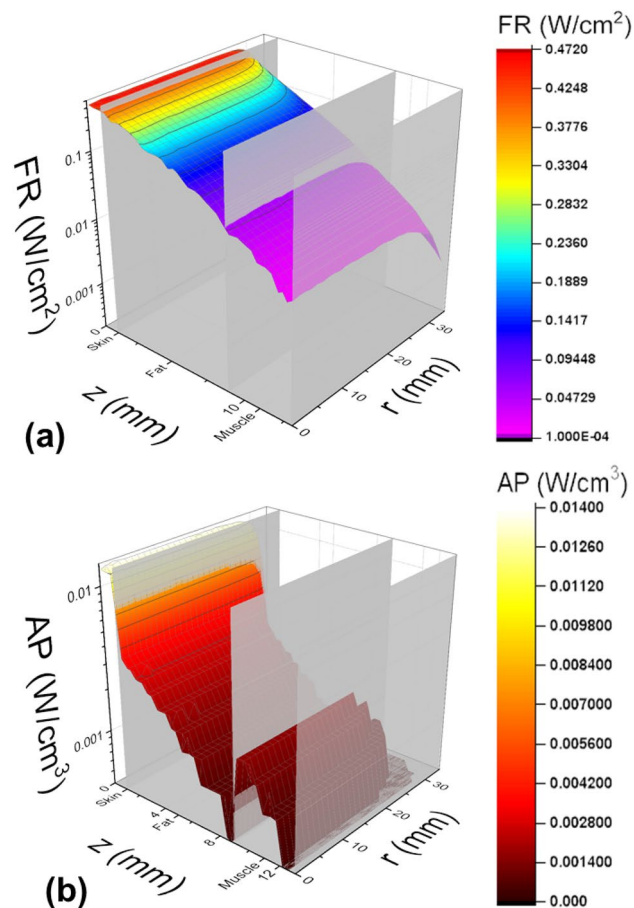 FR (W/cm²)
0.4720
0.4248
0.3776
0.3304
0.2832
0.2360
0.1889
0.1417
0.09448
0.04729
1.000E-04
FR (W/cm²)
0.1
0.01
0.001
0
Skin
Fat
10
Muscle
z (mm)
0
10
20
30
r (mm)
(a)
AP (W/cm³)
0.01400
0.01260
0.01120
0.009800
0.008400
0.007000
0.005600
0.004200
0.002800
0.001400
0.000
AP (W/cm³)
0.01
0.001
0
Skin
4
Fat
8
Muscle
12
z (mm)
0
10
20
30
r (mm)
(b)